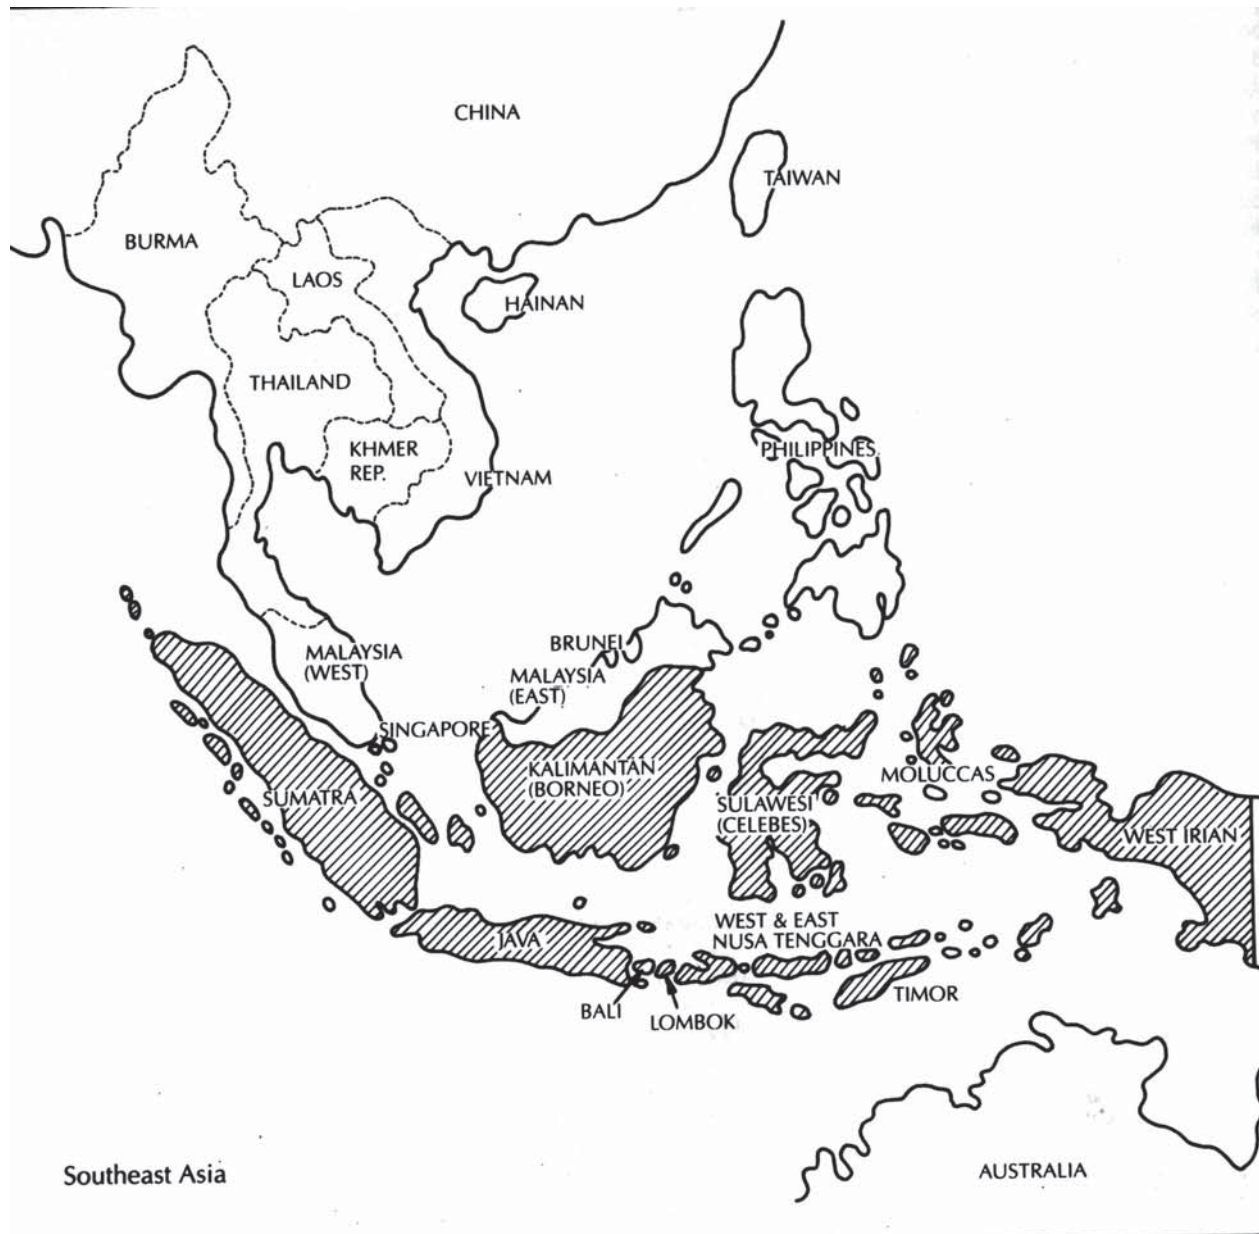 CHINA
TAIWAN
BURMA
LAOS
HAINAN
THAILAND
KHMER
REP.
PHILIPPINES
VIETNAM
BRUNEI
MALAYSIA
(WEST)
MALAYSIA
(EAST)
SINGAPORE
KALIMANTAN
(BORNEO)
MOLUCCAS
SUMATRA
SULAWESI
(CELEBES)
WEST IRIAN
WEST & EAST
NUSA TENGGARA
JAVA
TIMOR
BALI
LOMBOK
Southeast Asia
AUSTRALIA